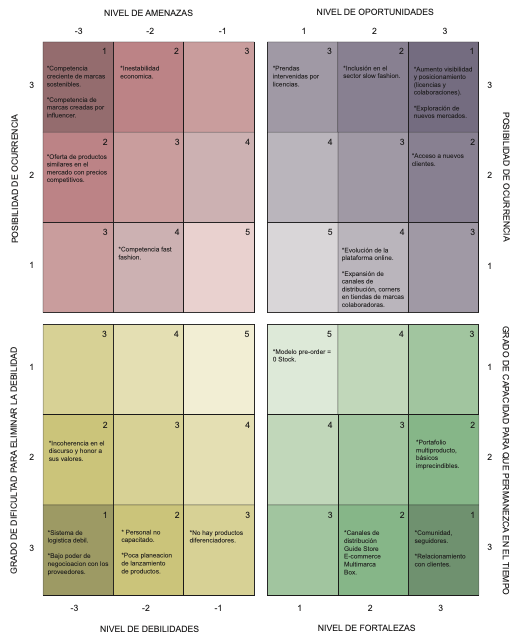 NIVEL DE AMENAZAS
NIVEL DE OPORTUNIDADES
-3 -2 -1
1 2 3
POSIBILIDAD DE OCURRENCIA
3
2
1
1
*Competencia
creciente de marcas
sostenibles.
*Competencia de
marcas creadas por
influencer.
2
*Inestabilidad
economica.
3
2
*Oferta de productos
similares en el
mercado con precios
competitivos.
3
4
3
4
*Competencia fast
fashion.
5
3
*Prendas
intervenidas por
licencias.
2
*Inclusión en el
sector slow fashion.
1
*Aumento visibilidad
y posicionamiento
(licencias y
colaboraciones).
*Exploración de
nuevos mercados.
4
3
2
*Acceso a nuevos
clientes.
5
4
*Evolución de la
plataforma online.
*Expansión de
canales de
distribución, corners
en tiendas de marcas
colaboradoras.
3
3
2
1
POSIBILIDAD DE OCURRENCIA
GRADO DE DIFICULTAD PARA ELIMINAR LA DEBILIDAD
1
2
3
3
4
5
2
*Incoherencia en el
discurso y honor a
sus valores.
3
4
1
*Sistema de
logistica debil.
*Bajo poder de
negocioacion con los
proveedores.
2
* Personal no
capacitado.
*Poca planeacion
de lanzamiento
de productos.
3
*No hay productos
diferenciadores.
5
*Modelo pre-order =
0 Stock.
4
3
4
3
2
*Portafolio
multiproducto,
básicos
imprecindibles.
3
2
*Canales de
distribución
Guide Store
E-commerce
Multimarca
Box.
1
*Comunidad,
seguidores.
*Relacionamiento
con clientes.
1
2
3
GRADO DE CAPACIDAD PARA QUE PERMANEZCA EN EL TIEMPO
-3 -2 -1
1 2 3
NIVEL DE DEBILIDADES
NIVEL DE FORTALEZAS